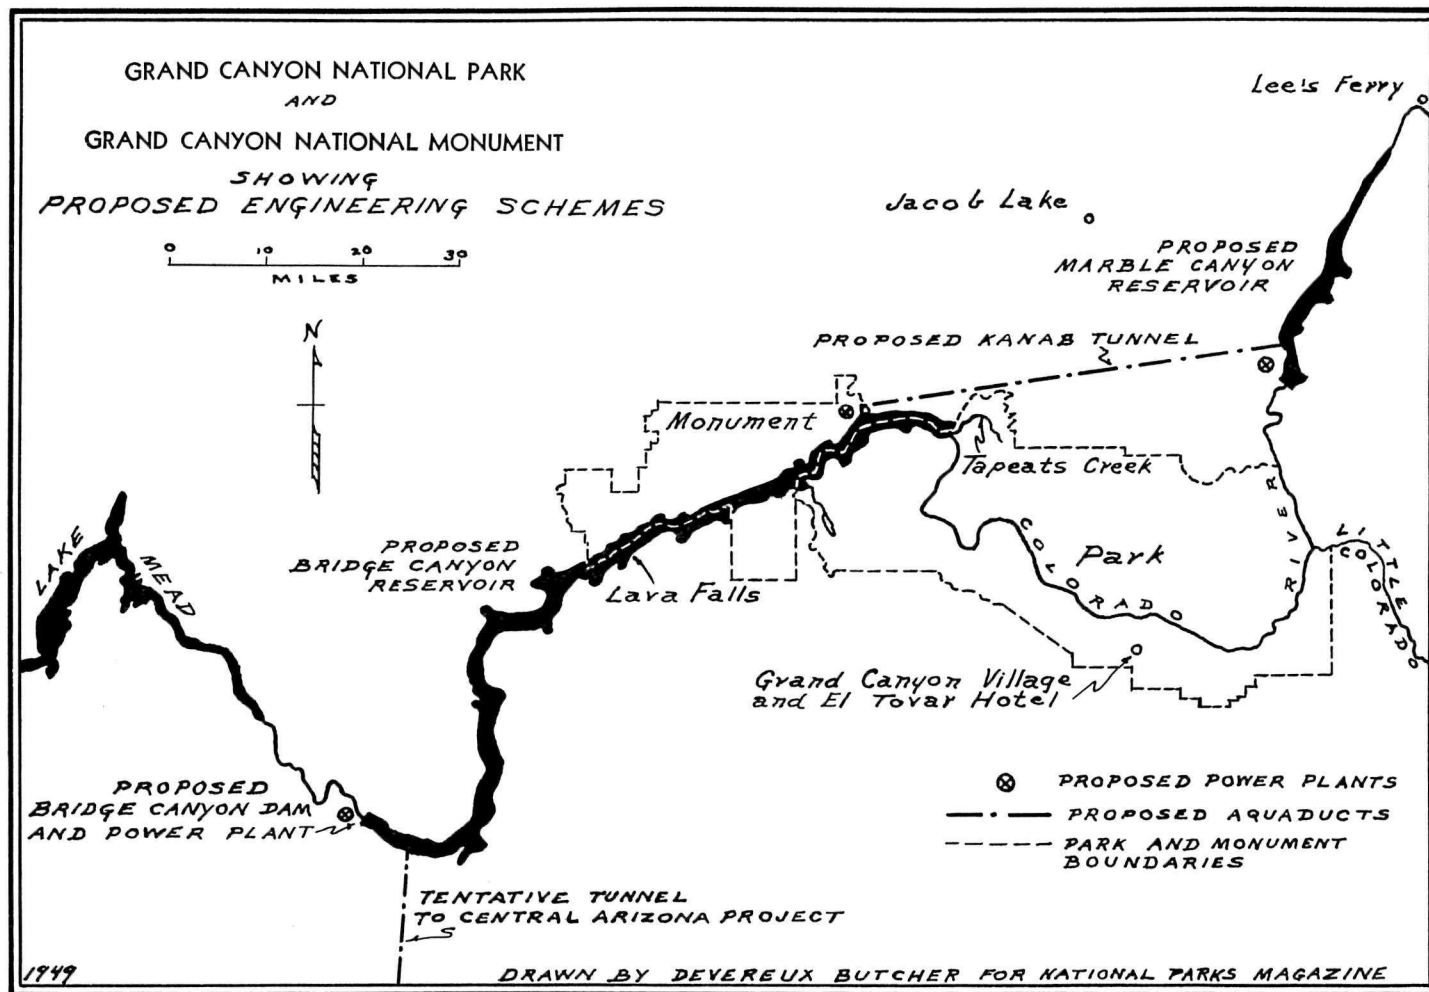 GRAND CANYON NATIONAL PARK
AND
GRAND CANYON NATIONAL MONUMENT
SHOWING
PROPOSED ENGINEERING SCHEMES
0 10 20 30
MILES
N
Lee's Ferry
Jacob Lake
PROPOSED
MARBLE CANYON
RESERVOIR
PROPOSED KANAB TUNNEL
Monument
Tapeats Creek
PROPOSED
BRIDGE CANYON
RESERVOIR
Lava Falls
LAKE MEAD
Park
COLORADO RIVER
LITTLE
COLORADO
Grand Canyon Village
and El Tovar Hotel
PROPOSED
BRIDGE CANYON DAM
AND POWER PLANT
PROPOSED POWER PLANTS
PROPOSED AQUADUCTS
PARK AND MONUMENT
BOUNDARIES
TENTATIVE TUNNEL
TO CENTRAL ARIZONA PROJECT
1949
DRAWN BY DEVEREUX BUTCHER FOR NATIONAL PARKS MAGAZINE